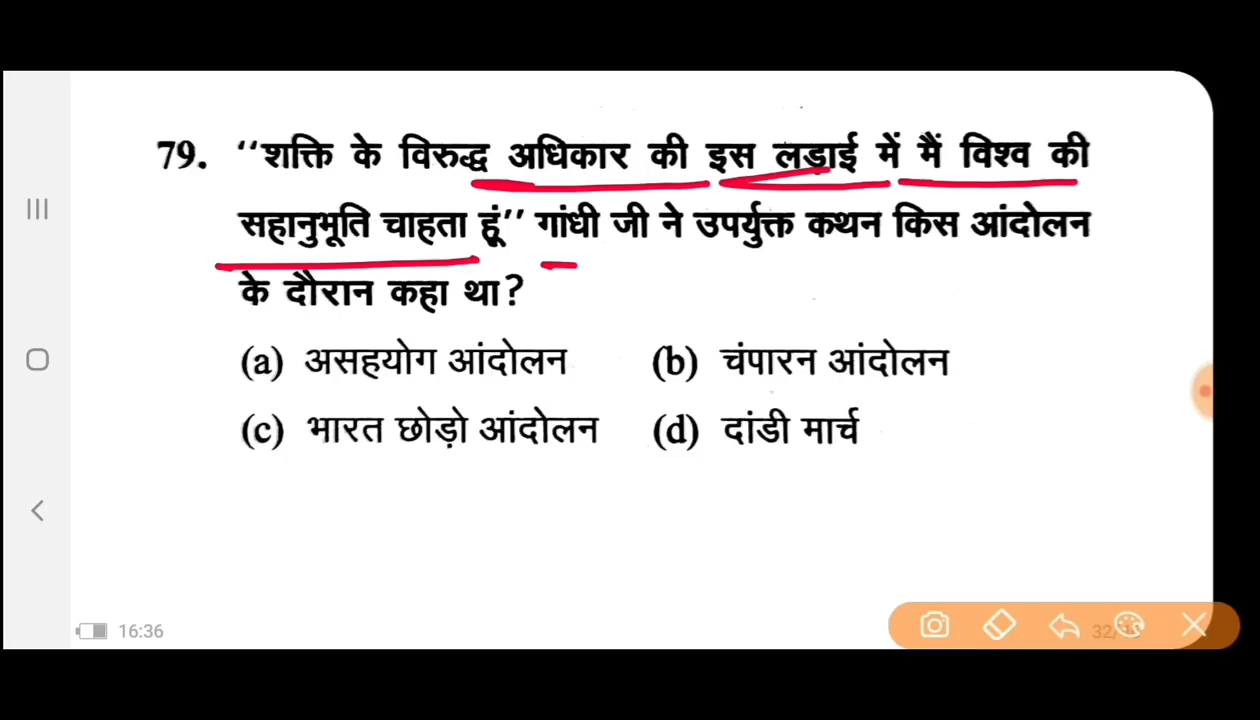 79. ‘‘शक्ति के विरुद्ध अधिकार की इस लड़ाई में मैं विश्व की
सहानुभूति चाहता हूं’’ गांधी जी ने उपर्युक्त कथन किस आंदोलन
के दौरान कहा था?
(a) असहयोग आंदोलन (b) चंपारन आंदोलन
(c) भारत छोड़ो आंदोलन (d) दांडी मार्च
16:36